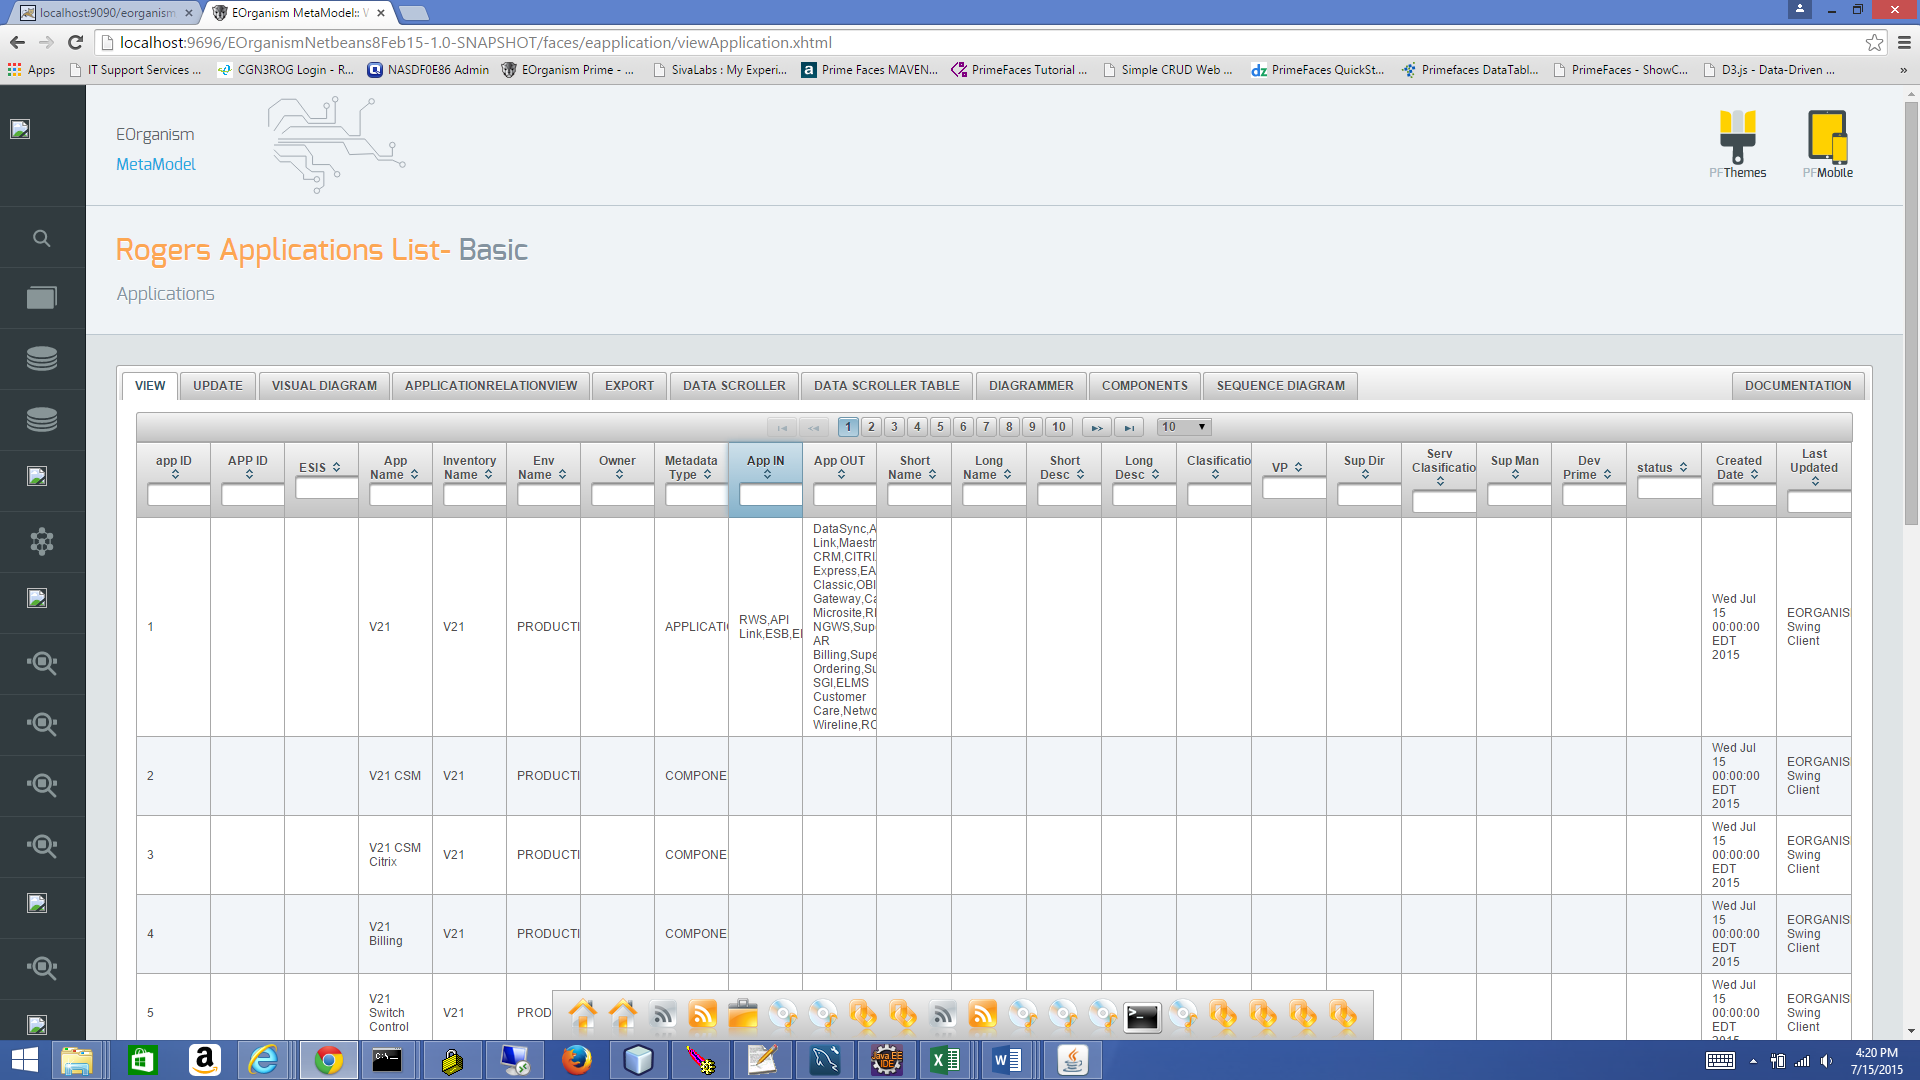 localhost:9090/eorganism
EOrganism MetaModel::
localhost:9696/EOrganismNetbeans8Feb15-1.0-SNAPSHOT/faces/eapplication/viewApplication.xhtml
Apps IT Support Services ... CGN3ROG Login - R... NASDF0E86 Admin EOrganism Prime - ... SivaLabs : My Experi... Prime Faces MAVEN... PrimeFaces Tutorial ... Simple CRUD Web ... PrimeFaces QuickSt... Primefaces DataTabl... PrimeFaces - ShowC... D3.js - Data-Driven ... »
EOrganism
MetaModel
PFThemes
PFMobile
Rogers Applications List- Basic
Applications
VIEW UPDATE VISUAL DIAGRAM APPLICATIONRELATIONVIEW EXPORT DATA SCROLLER DATA SCROLLER TABLE DIAGRAMMER COMPONENTS SEQUENCE DIAGRAM DOCUMENTATION
1 2 3 4 5 6 7 8 9 10 10
app ID
APP ID
ESIS
App
Name
Inventory
Name
Env
Name
Owner
Metadata
Type
App IN
App OUT
Short
Name
Long
Name
Short
Desc
Long
Desc
Clasificatio
VP
Sup Dir
Serv
Clasificatio
Sup Man
Dev
Prime
status
Created
Date
Last
Updated
1
V21
V21
PRODUCTI
APPLICATI
RWS,API
Link,ESB,El
DataSync,A
Link,Maestr
CRM,CITRI
Express,EA
Classic,OBI
Gateway,Ca
Microsite,RI
NGWS,Sup
AR
Billing,Supe
Ordering,Su
SGI,ELMS
Customer
Care,Netwo
Wireline,RC
Wed Jul
15
00:00:00
EDT
2015
EORGANIS
Swing
Client
2
V21 CSM
V21
PRODUCTI
COMPONE
Wed Jul
15
00:00:00
EDT
2015
EORGANIS
Swing
Client
3
V21 CSM
Citrix
V21
PRODUCTI
COMPONE
Wed Jul
15
00:00:00
EDT
2015
EORGANIS
Swing
Client
4
V21
Billing
V21
PRODUCTI
COMPONE
Wed Jul
15
00:00:00
EDT
2015
EORGANIS
Swing
Client
5
V21
Switch
Control
V21
PROD
Wed Jul
15
00:00:00
EDT
2015
EORGANIS
Swing
Client
Java EE
IDE
4:20 PM
7/15/2015